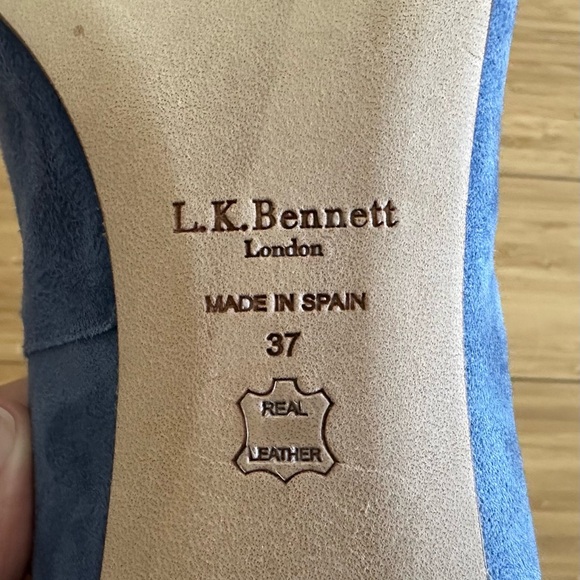 L.K.Bennett
London
MADE IN SPAIN
37
REAL
LEATHER